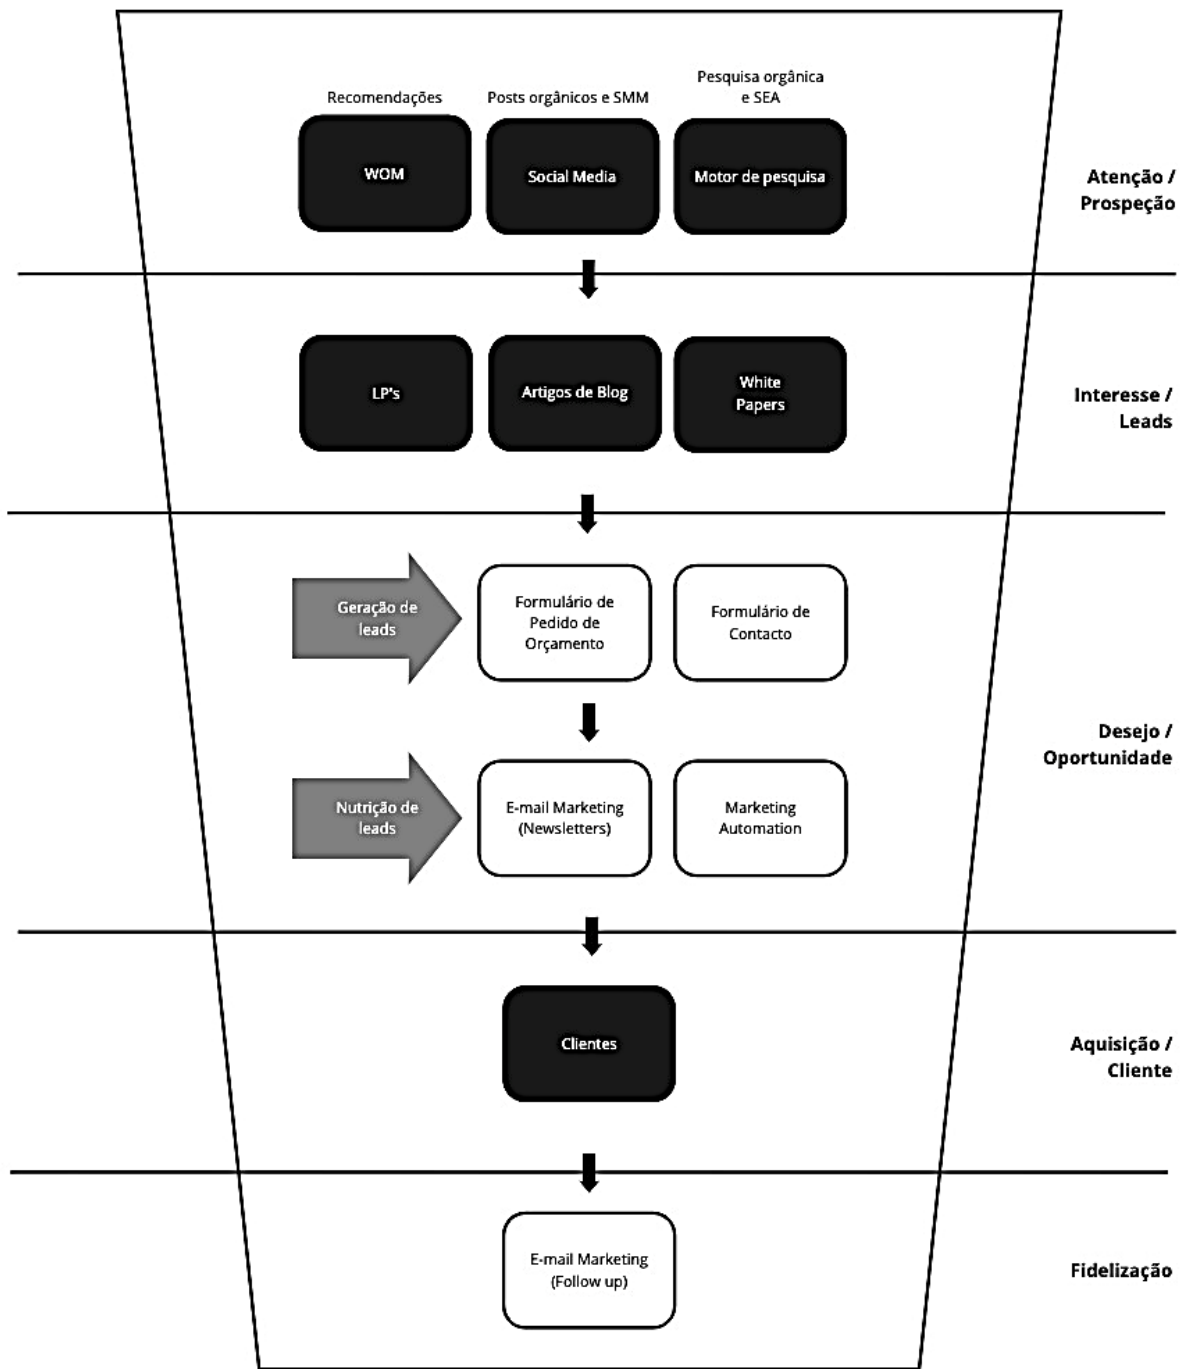 Recomendações
Posts orgânicos e SMM
Pesquisa orgânica
e SEA
WOM
Social Media
Motor de pesquisa
Atenção /
Prospeção
LP's
Artigos de Blog
White
Papers
Interesse /
Leads
Geração de
leads
Formulário de
Pedido de
Orçamento
Formulário de
Contacto
Desejo /
Oportunidade
Nutrição de
leads
E-mail Marketing
(Newsletters)
Marketing
Automation
Clientes
Aquisição /
Cliente
E-mail Marketing
(Follow up)
Fidelização